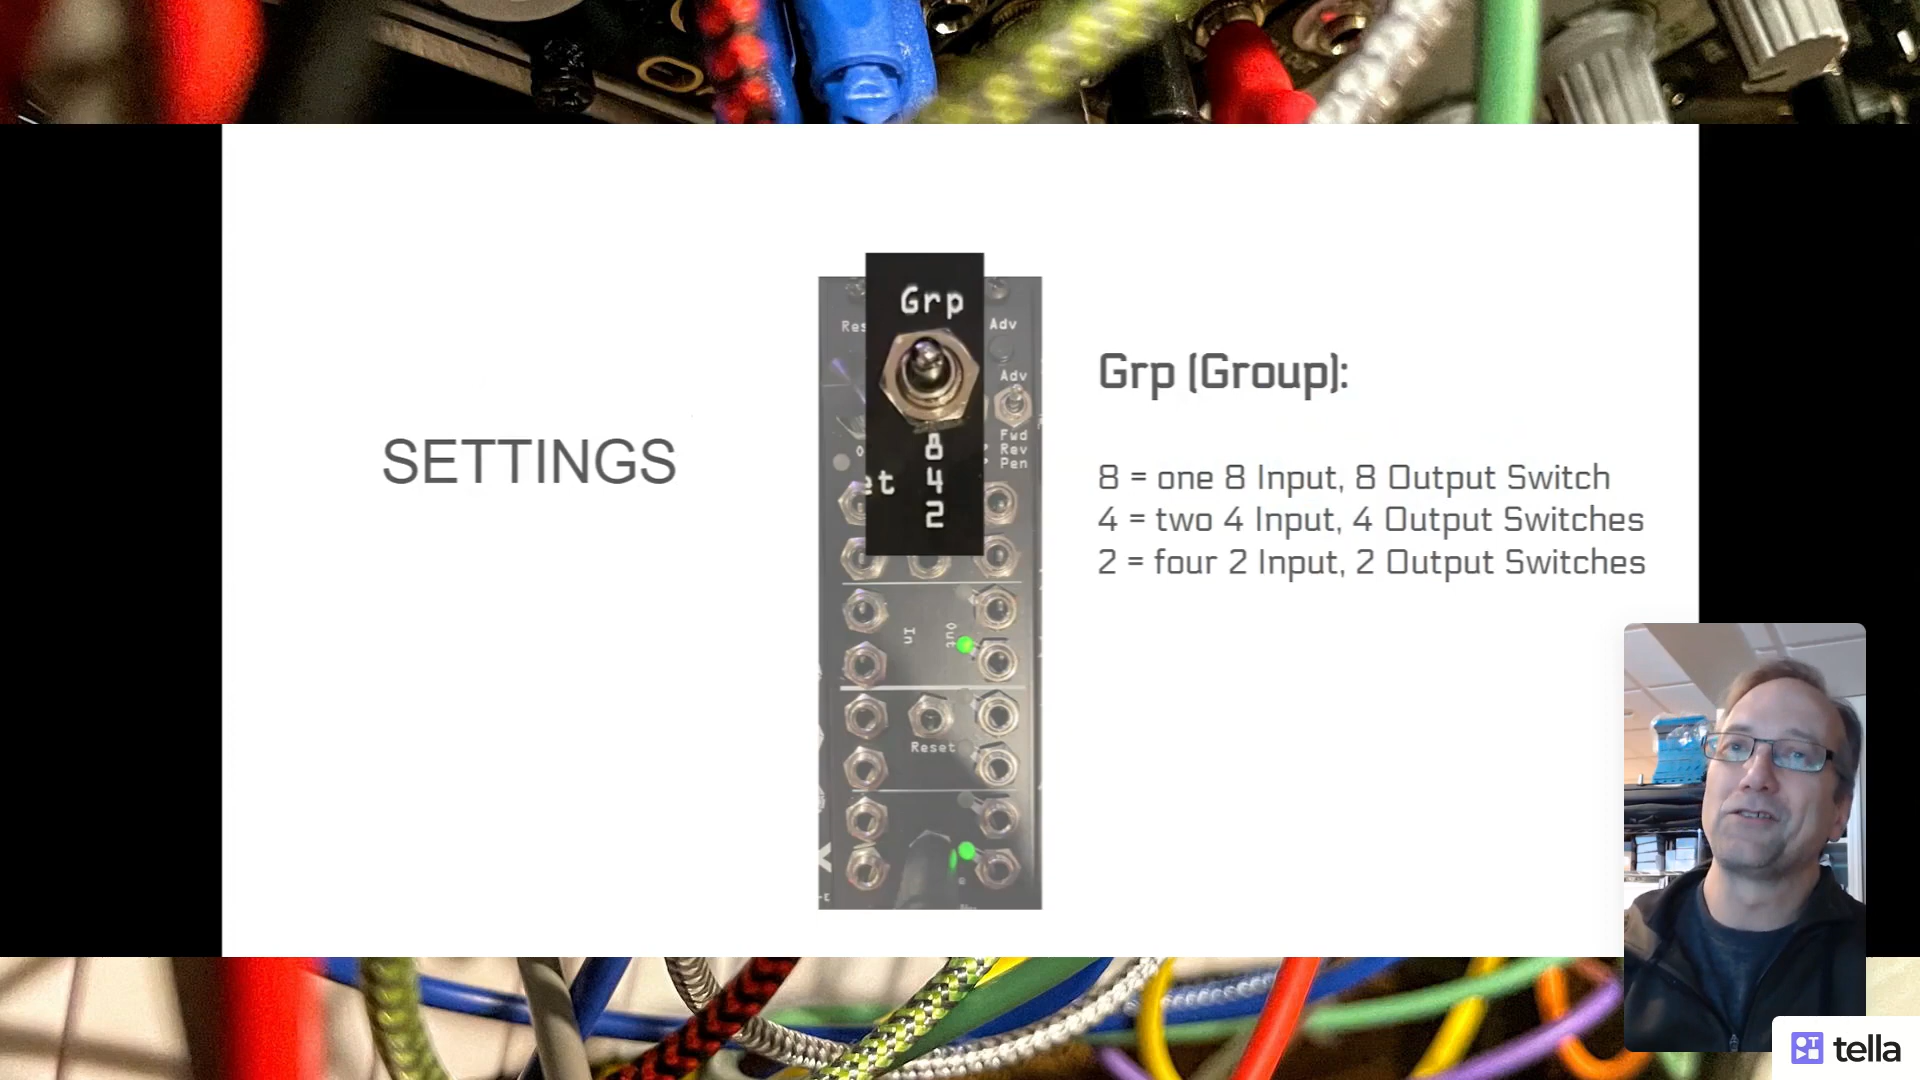 SETTINGS
Grp
8
4
2
et
Res
Adv
Adv
Fwd
Rev
Pen
In
Out
Reset
Grp (Group):
8 = one 8 Input, 8 Output Switch
4 = two 4 Input, 4 Output Switches
2 = four 2 Input, 2 Output Switches
tella